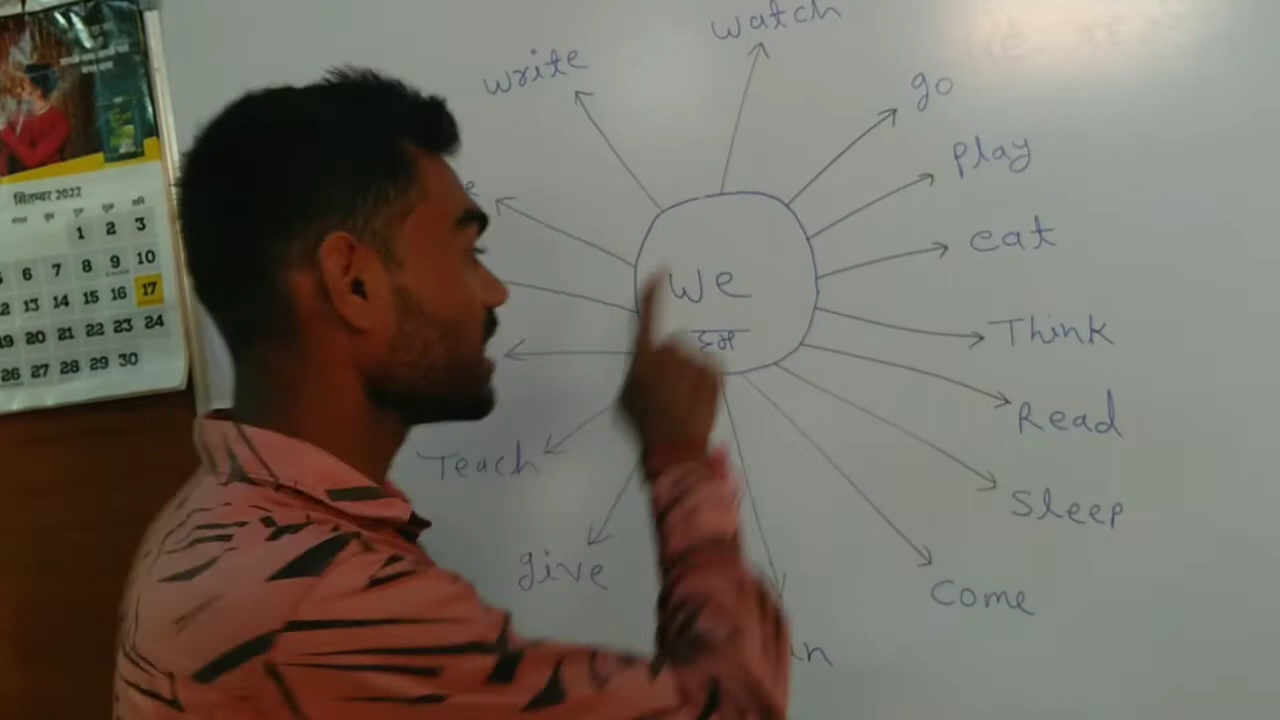 watch
write
go
Play
eat
we
हम
Think
Read
Teach
Sleep
give
Come
सितम्बर 2022
1 2 3
6 7 8 9 10
13 14 15 16 17
20 21 22 23 24
26 27 28 29 30